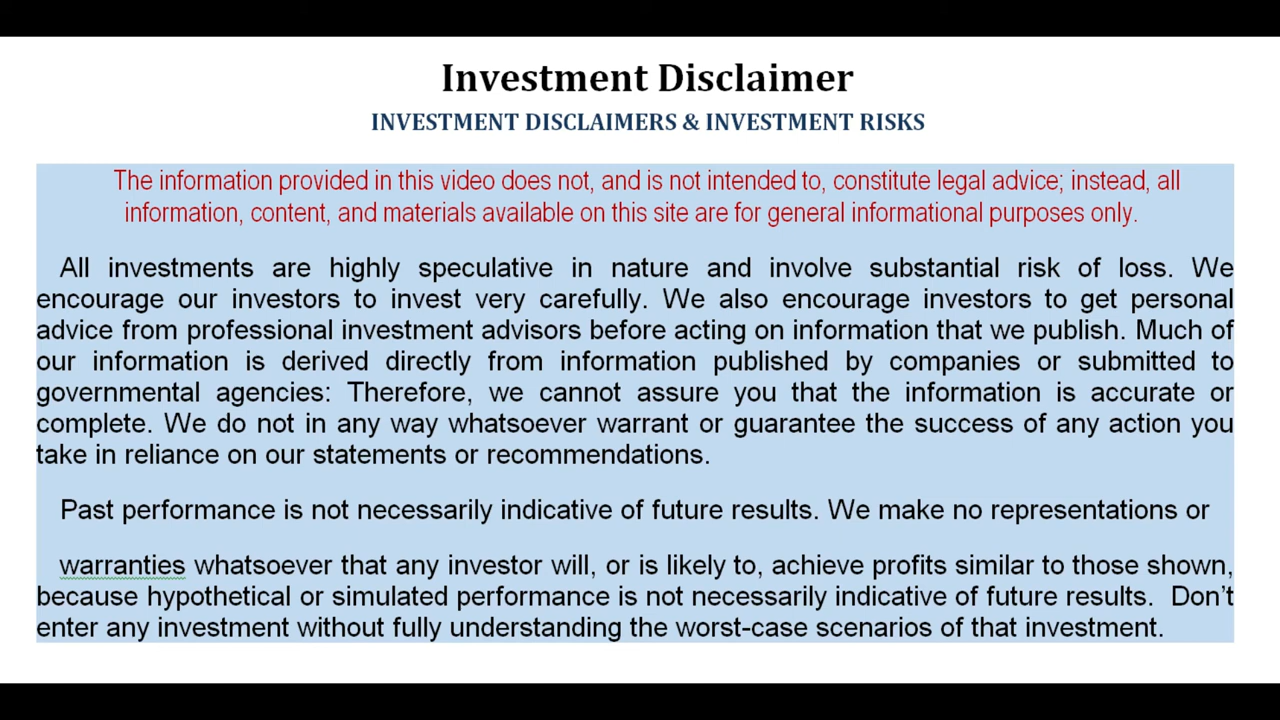 Investment Disclaimer
INVESTMENT DISCLAIMERS & INVESTMENT RISKS
The information provided in this video does not, and is not intended to, constitute legal advice; instead, all
information, content, and materials available on this site are for general informational purposes only.
All investments are highly speculative in nature and involve substantial risk of loss. We
encourage our investors to invest very carefully. We also encourage investors to get personal
advice from professional investment advisors before acting on information that we publish. Much of
our information is derived directly from information published by companies or submitted to
governmental agencies: Therefore, we cannot assure you that the information is accurate or
complete. We do not in any way whatsoever warrant or guarantee the success of any action you
take in reliance on our statements or recommendations.
Past performance is not necessarily indicative of future results. We make no representations or
warranties whatsoever that any investor will, or is likely to, achieve profits similar to those shown,
because hypothetical or simulated performance is not necessarily indicative of future results.  Don’t
enter any investment without fully understanding the worst-case scenarios of that investment.